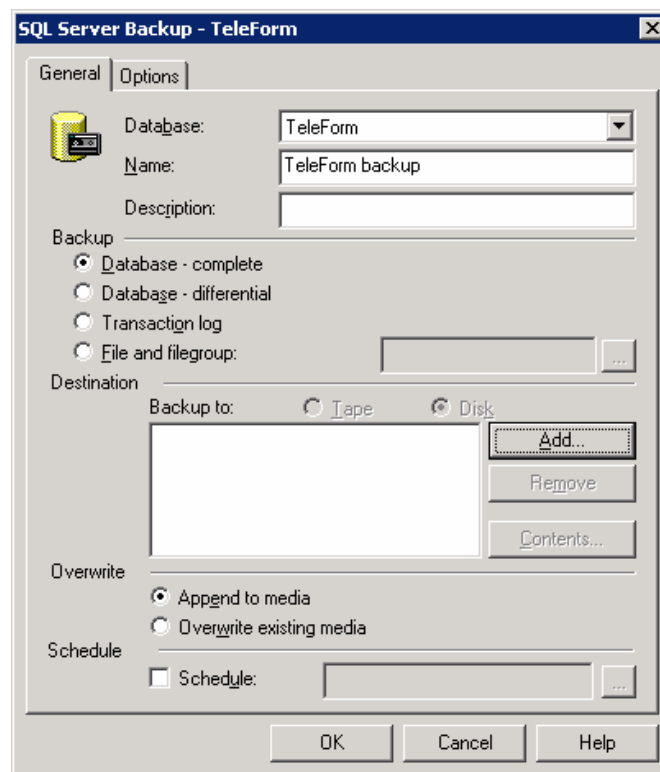 SQL Server Backup - TeleForm
General Options
Database: TeleForm
Name: TeleForm backup
Description:
Backup
Database - complete
Database - differential
Transaction log
File and filegroup: ...
Destination
Backup to: Tape Disk
Add...
Remove
Contents...
Overwrite
Append to media
Overwrite existing media
Schedule
Schedule: ...
OK Cancel Help